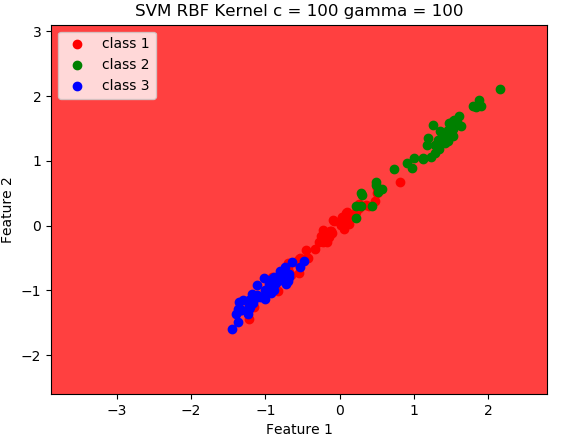 SVM RBF Kernel c = 100 gamma = 100
3
2
1
0
−1
−2
Feature 2
class 1
class 2
class 3
−3
−2
−1
0
1
2
Feature 1